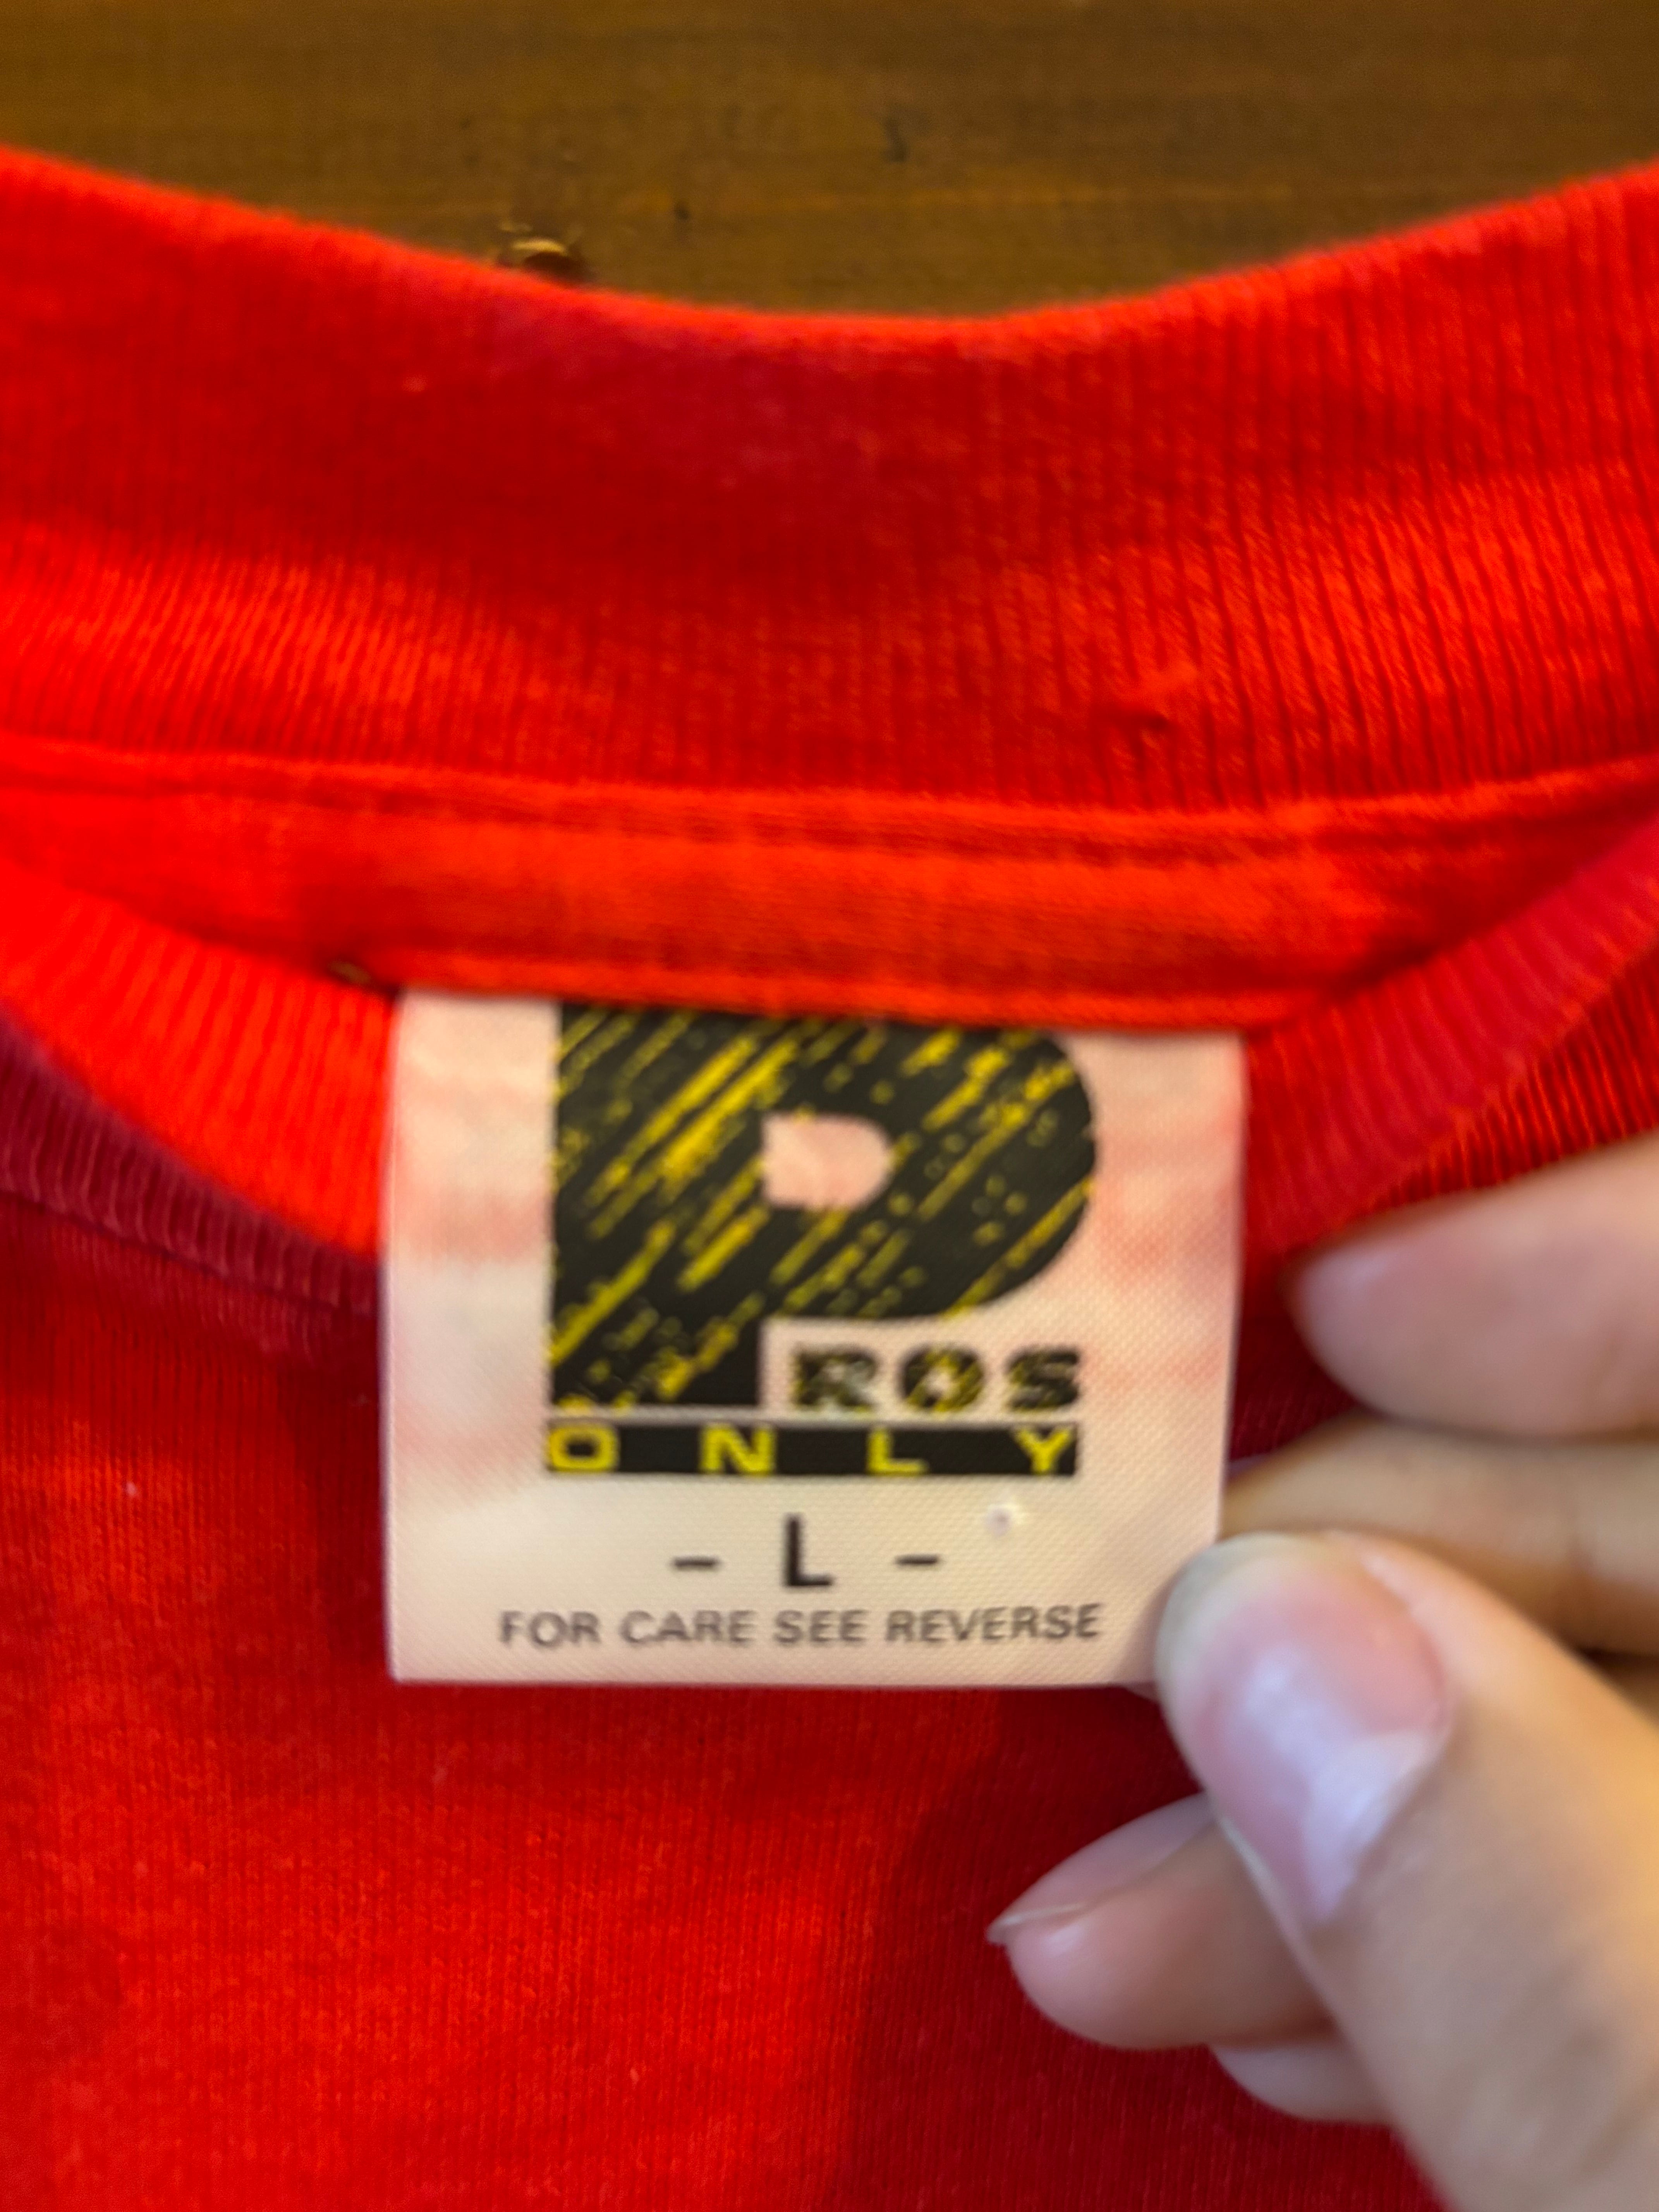 PROS
ONLY
- L -
FOR CARE SEE REVERSE